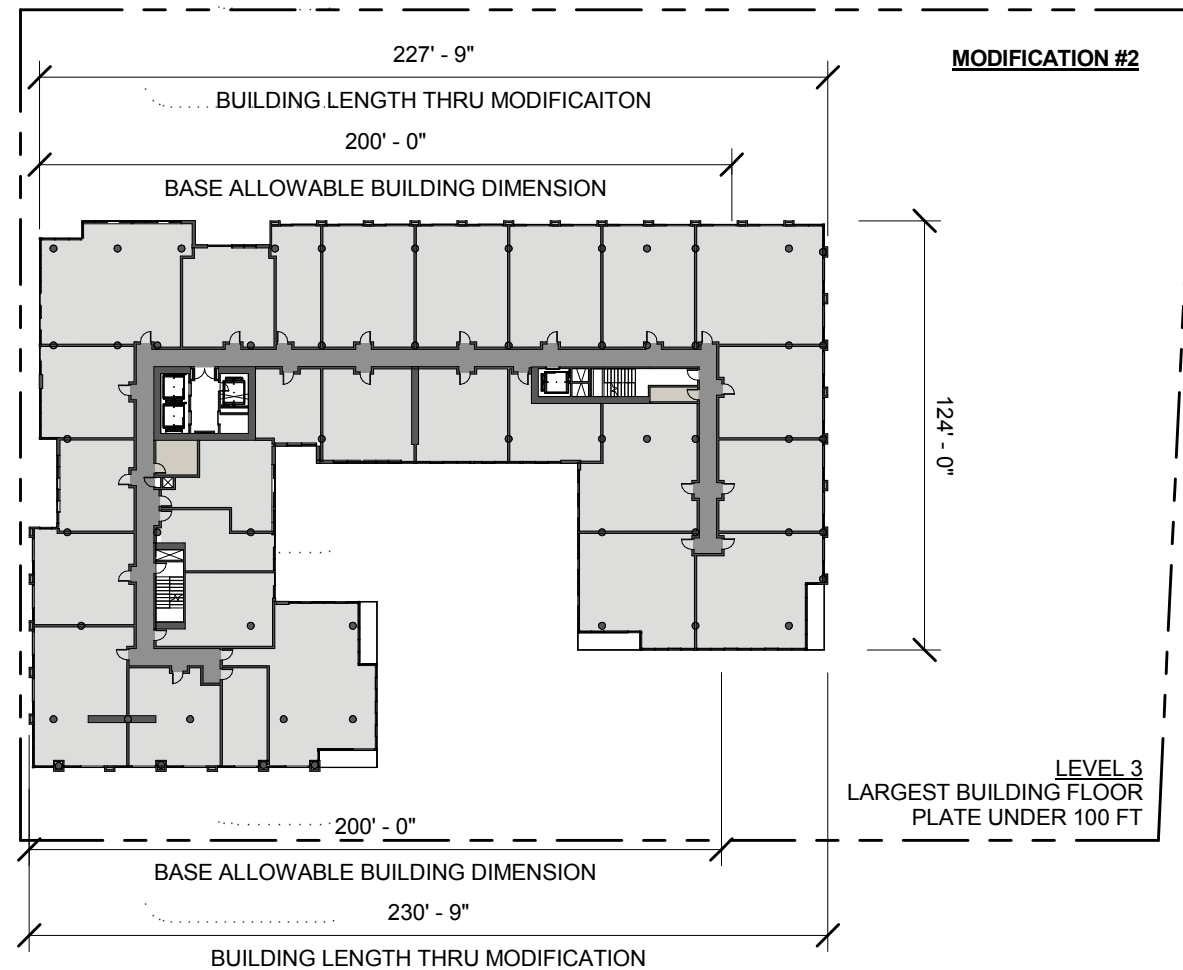 227' - 9"
MODIFICATION #2
BUILDING LENGTH THRU MODIFICAITON
200' - 0"
BASE ALLOWABLE BUILDING DIMENSION
124' - 0"
LEVEL 3
LARGEST BUILDING FLOOR
PLATE UNDER 100 FT
200' - 0"
BASE ALLOWABLE BUILDING DIMENSION
230' - 9"
BUILDING LENGTH THRU MODIFICATION